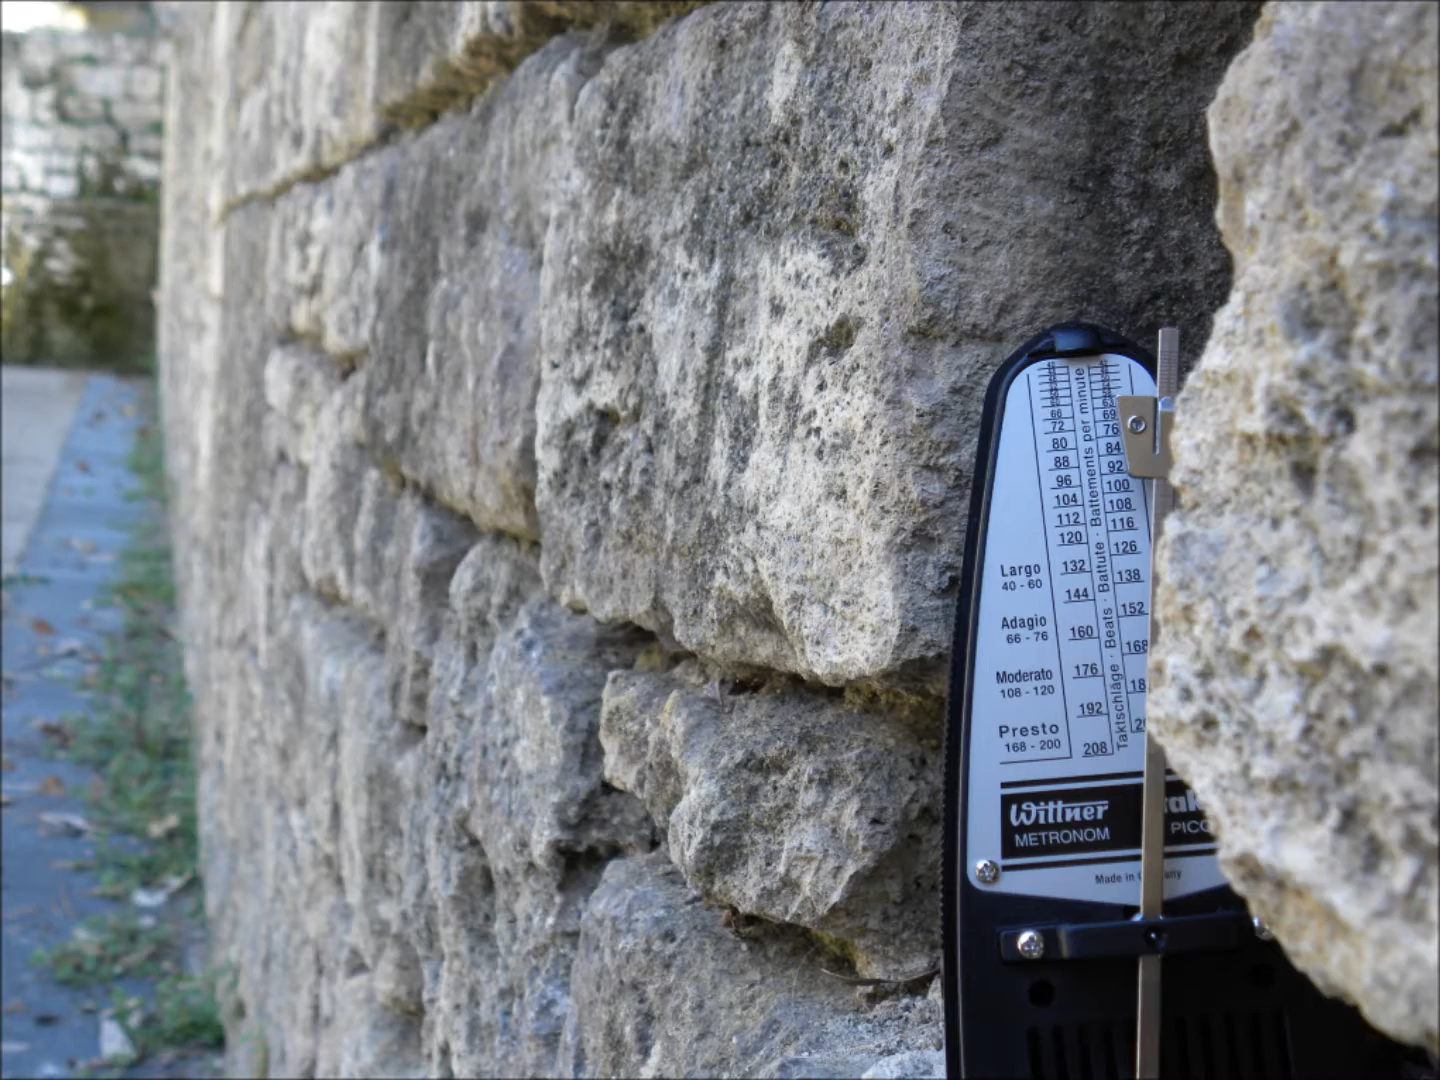 66
72
80
88
96
104
112
120
132
144
160
176
192
208
Taktschläge · Beats · Battute · Battements per minute
63
69
76
84
92
100
108
116
126
138
152
168
Largo
40 - 60
Adagio
66 - 76
Moderato
108 - 120
Presto
168 - 200
Wittner
METRONOM
Made in